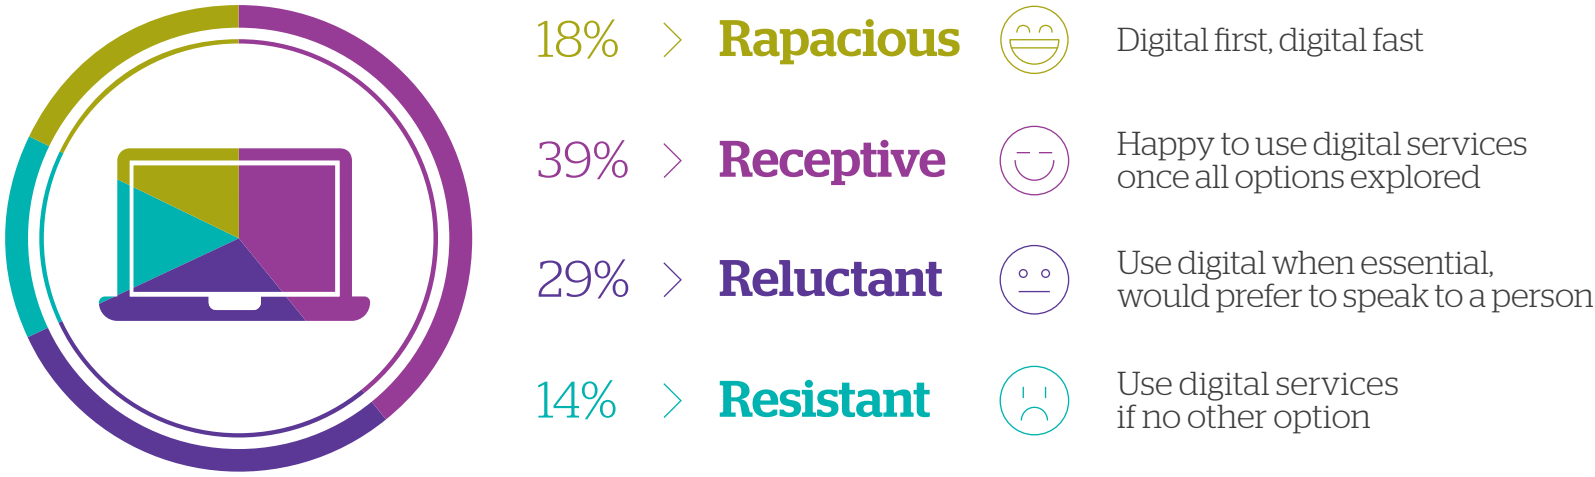 18% > Rapacious Digital first, digital fast
39% > Receptive Happy to use digital services
once all options explored
29% > Reluctant Use digital when essential,
would prefer to speak to a person
14% > Resistant Use digital services
if no other option